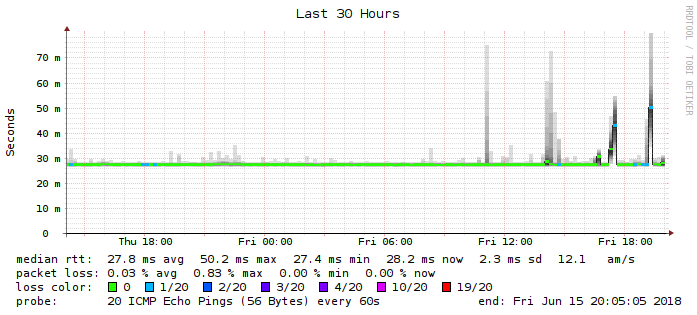 Last 30 Hours
RRDTOOL / TOBI OETIKER
Seconds
70 m
60 m
50 m
40 m
30 m
20 m
10 m
0
Thu 18:00 Fri 00:00 Fri 06:00 Fri 12:00 Fri 18:00
median rtt: 27.8 ms avg 50.2 ms max 27.4 ms min 28.2 ms now 2.3 ms sd 12.1 am/s
packet loss: 0.03 % avg 0.83 % max 0.00 % min 0.00 % now
loss color: 0 1/20 2/20 3/20 4/20 10/20 19/20
probe: 20 ICMP Echo Pings (56 Bytes) every 60s end: Fri Jun 15 20:05:05 2018